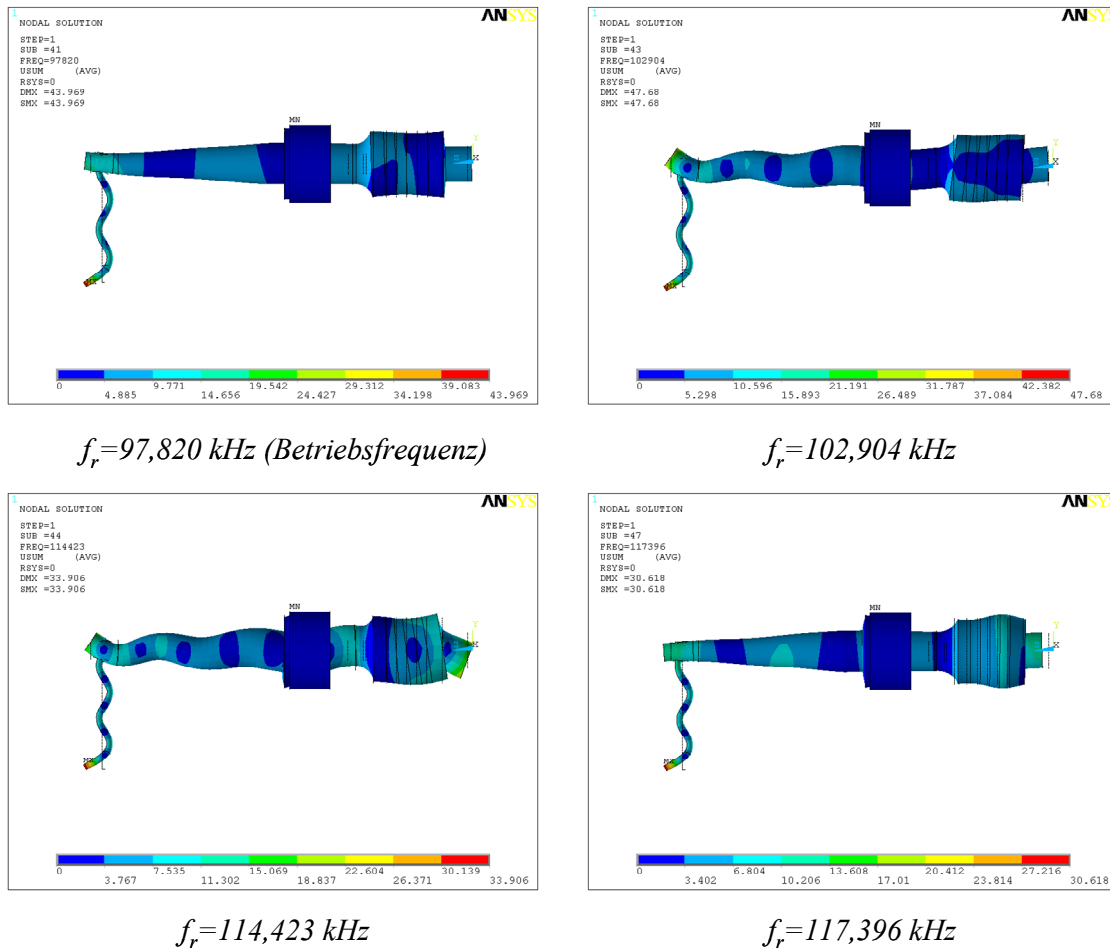 1
ANSYS
NODAL SOLUTION
STEP=1
SUB =41
FREQ=97820
USUM (AVG)
RSYS=0
DMX =43.969
SMX =43.969
MN
Y
X
MX
0 9.771 19.542 29.312 39.083
4.885 14.656 24.427 34.198 43.969
fr=97,820 kHz (Betriebsfrequenz)
1
ANSYS
NODAL SOLUTION
STEP=1
SUB =43
FREQ=102904
USUM (AVG)
RSYS=0
DMX =47.68
SMX =47.68
MN
Y
X
MX
0 10.596 21.191 31.787 42.382
5.298 15.893 26.489 37.084 47.68
fr=102,904 kHz
1
ANSYS
NODAL SOLUTION
STEP=1
SUB =44
FREQ=114423
USUM (AVG)
RSYS=0
DMX =33.906
SMX =33.906
MN
Y
X
MX
0 7.535 15.069 22.604 30.139
3.767 11.302 18.837 26.371 33.906
fr=114,423 kHz
1
ANSYS
NODAL SOLUTION
STEP=1
SUB =47
FREQ=117396
USUM (AVG)
RSYS=0
DMX =30.618
SMX =30.618
MN
Y
X
MX
0 6.804 13.608 20.412 27.216
3.402 10.206 17.01 23.814 30.618
fr=117,396 kHz